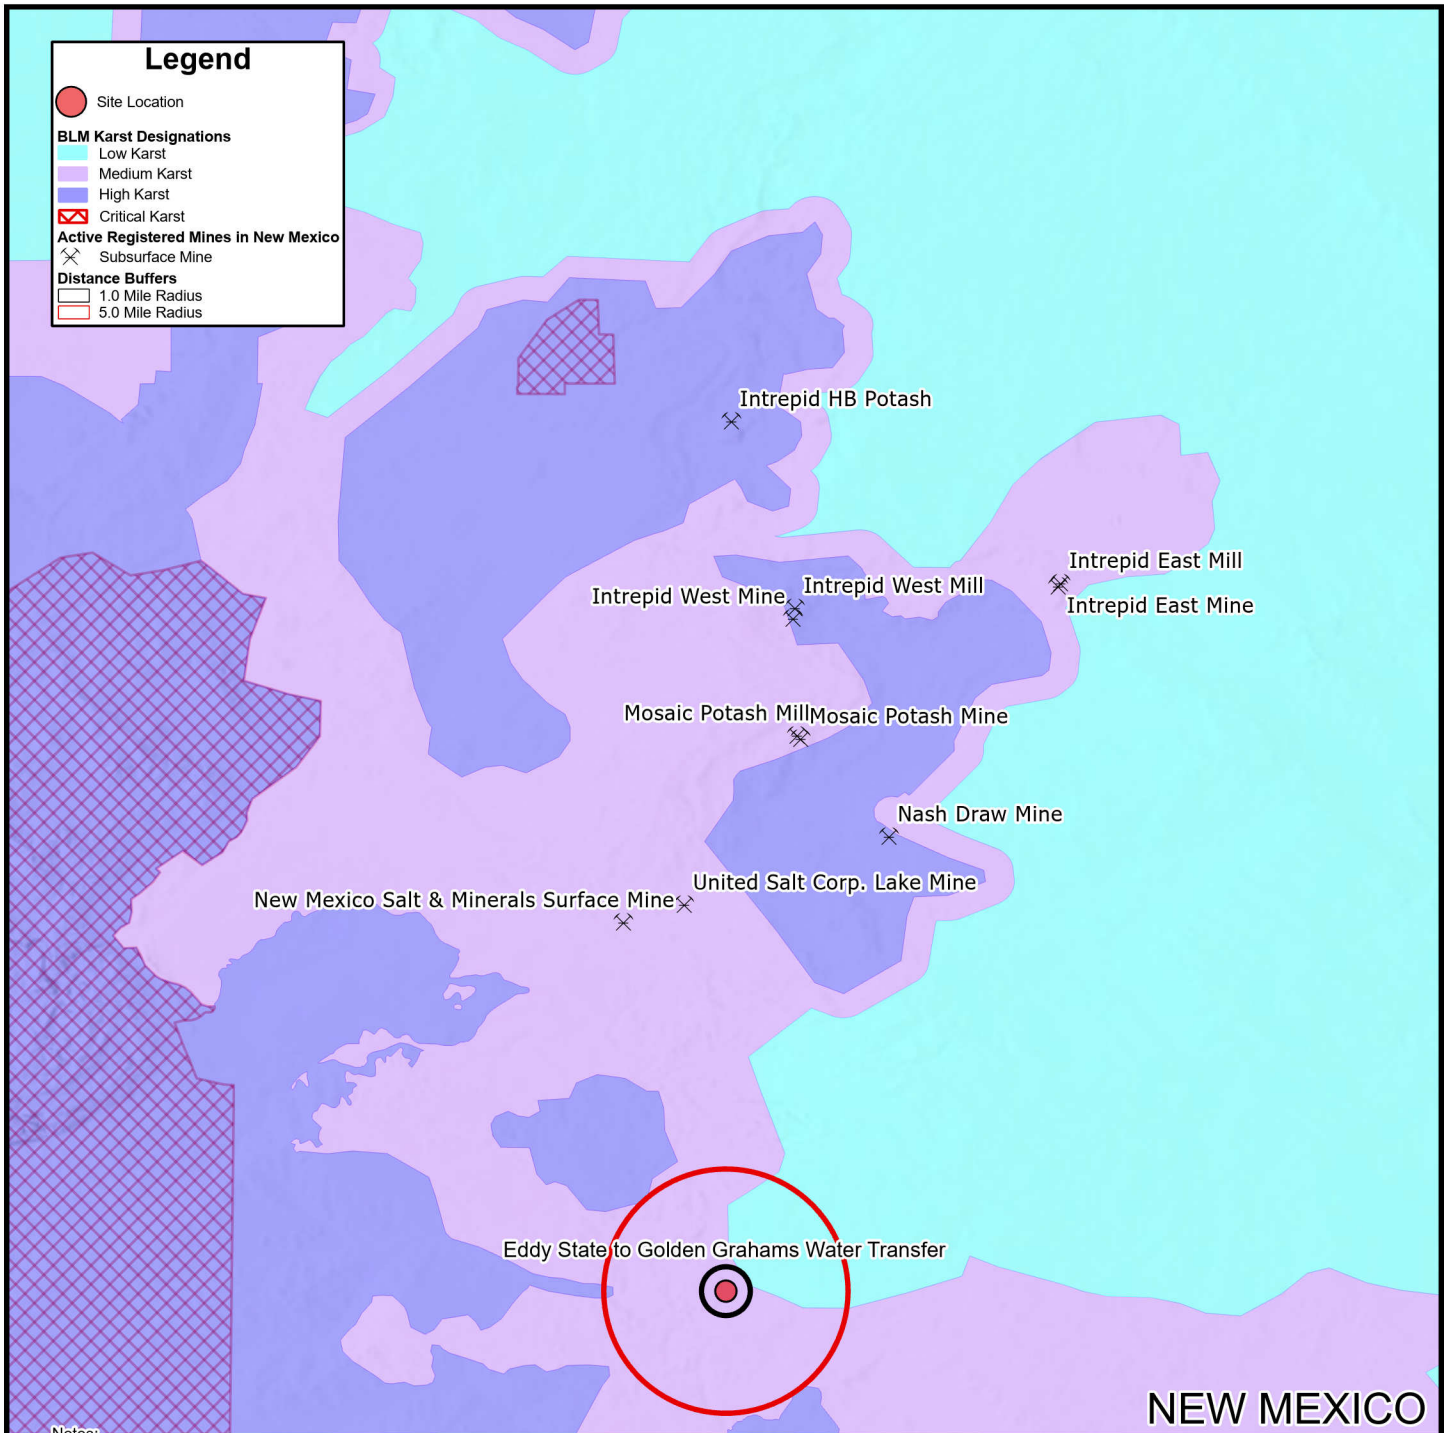 Legend
Site Location
BLM Karst Designations
Low Karst
Medium Karst
High Karst
Critical Karst
Active Registered Mines in New Mexico
Subsurface Mine
Distance Buffers
1.0 Mile Radius
5.0 Mile Radius
Intrepid HB Potash
Intrepid East Mill
Intrepid West Mill
Intrepid West Mine
Intrepid East Mine
Mosaic Potash Mill
Mosaic Potash Mine
Nash Draw Mine
United Salt Corp. Lake Mine
New Mexico Salt & Minerals Surface Mine
Eddy State to Golden Grahams Water Transfer
NEW MEXICO
Notes: